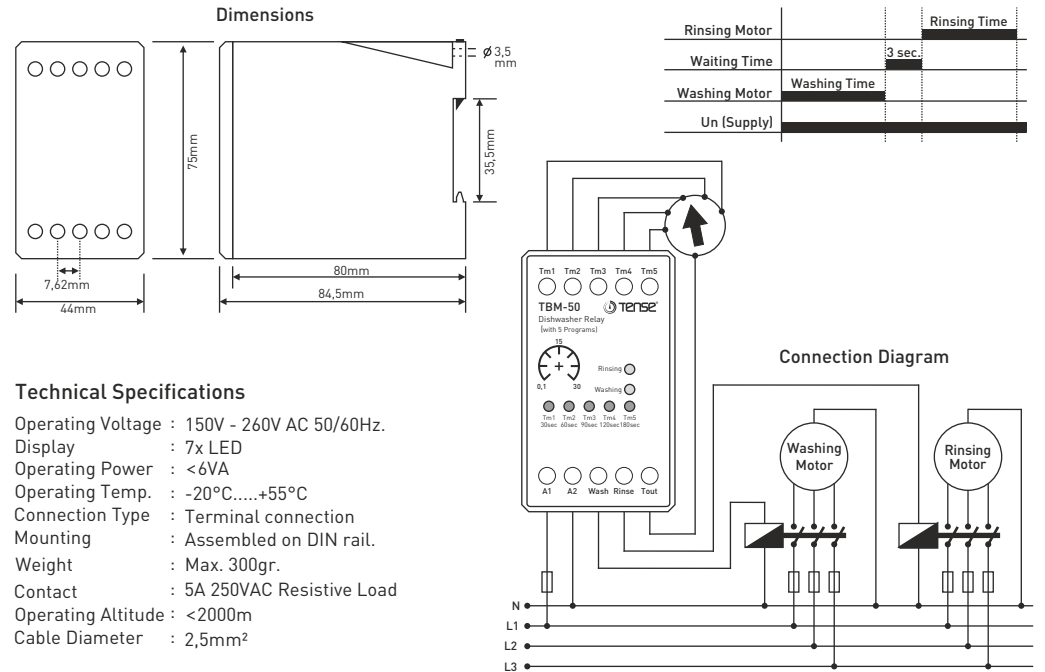 Dimensions
ø 3,5
mm
75mm
35,5mm
7,62mm
44mm
80mm
84,5mm
Rinsing Time
Rinsing Motor
3 sec.
Waiting Time
Washing Time
Washing Motor
Un (Supply)
Tm1 Tm2 Tm3 Tm4 Tm5
TBM-50 TENSE
Dishwasher Relay
(with 5 Programs)
15
0,1 30
Rinsing
Washing
Tm1 Tm2 Tm3 Tm4 Tm5
30sec 60sec 90sec 120sec 180sec
A1 A2 Wash Rinse Tout
Connection Diagram
Washing
Motor
Rinsing
Motor
N
L1
L2
L3
Technical Specifications
Operating Voltage : 150V - 260V AC 50/60Hz.
Display : 7x LED
Operating Power : <6VA
Operating Temp. : -20°C.....+55°C
Connection Type : Terminal connection
Mounting : Assembled on DIN rail.
Weight : Max. 300gr.
Contact : 5A 250VAC Resistive Load
Operating Altitude : <2000m
Cable Diameter : 2,5mm²